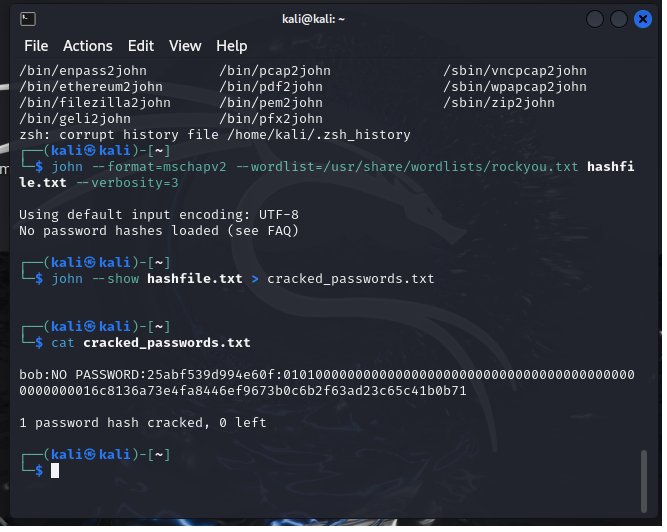 kali@kali: ~
File Actions Edit View Help
/bin/enpass2john /bin/pcap2john /sbin/vncpcap2john
/bin/ethereum2john /bin/pdf2john /sbin/wpapcap2john
/bin/filezilla2john /bin/pem2john /sbin/zip2john
/bin/geli2john /bin/pfx2john
zsh: corrupt history file /home/kali/.zsh_history
┌──(kali㉿kali)-[~]
└─$ john --format=mschapv2 --wordlist=/usr/share/wordlists/rockyou.txt hashfi
le.txt --verbosity=3
Using default input encoding: UTF-8
No password hashes loaded (see FAQ)
┌──(kali㉿kali)-[~]
└─$ john --show hashfile.txt > cracked_passwords.txt
┌──(kali㉿kali)-[~]
└─$ cat cracked_passwords.txt
bob:NO PASSWORD:25abf539d994e60f:010100000000000000000000000000000000000000000
0000000016c8136a73e4fa8446ef9673b0c6b2f63ad23c65c41b0b71
1 password hash cracked, 0 left
┌──(kali㉿kali)-[~]
└─$